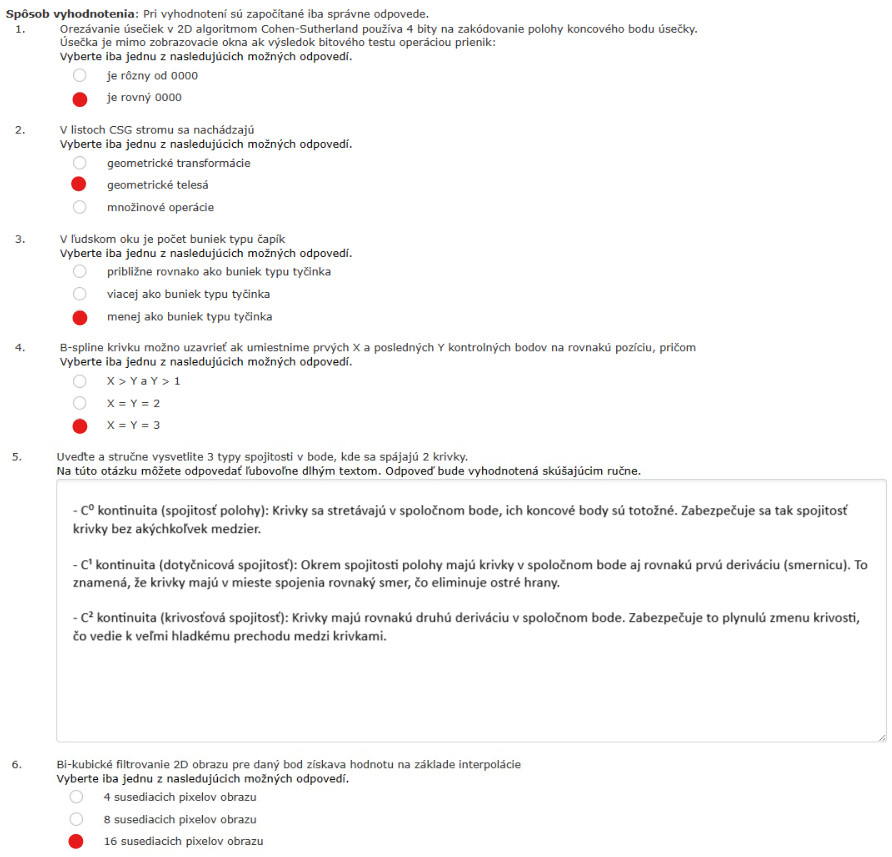 Spôsob vyhodnotenia: Pri vyhodnotení sú započítané iba správne odpovede.
1. Orezávanie úsečiek v 2D algoritmom Cohen-Sutherland používa 4 bity na zakódovanie polohy koncového bodu úsečky.
Úsečka je mimo zobrazovacie okna ak výsledok bitového testu operáciou prienik:
Vyberte iba jednu z nasledujúcich možných odpovedí.
je rôzny od 0000
je rovný 0000
2. V listoch CSG stromu sa nachádzajú
Vyberte iba jednu z nasledujúcich možných odpovedí.
geometrické transformácie
geometrické telesá
množinové operácie
3. V ľudskom oku je počet buniek typu čapík
Vyberte iba jednu z nasledujúcich možných odpovedí.
približne rovnako ako buniek typu tyčinka
viacej ako buniek typu tyčinka
menej ako buniek typu tyčinka
4. B-spline krivku možno uzavrieť ak umiestnime prvých X a posledných Y kontrolných bodov na rovnakú pozíciu, pričom
Vyberte iba jednu z nasledujúcich možných odpovedí.
X > Y a Y > 1
X = Y = 2
X = Y = 3
5. Uveďte a stručne vysvetlite 3 typy spojitosti v bode, kde sa spájajú 2 krivky.
Na túto otázku môžete odpovedať ľubovoľne dlhým textom. Odpoveď bude vyhodnotená skúšajúcim ručne.
- C⁰ kontinuita (spojitosť polohy): Krivky sa stretávajú v spoločnom bode, ich koncové body sú totožné. Zabezpečuje sa tak spojitosť
krivky bez akýchkoľvek medzier.
- C¹ kontinuita (dotyčnicová spojitosť): Okrem spojitosti polohy majú krivky v spoločnom bode aj rovnakú prvú deriváciu (smernicu). To
znamená, že krivky majú v mieste spojenia rovnaký smer, čo eliminuje ostré hrany.
- C² kontinuita (krivosťová spojitosť): Krivky majú rovnakú druhú deriváciu v spoločnom bode. Zabezpečuje to plynulú zmenu krivosti,
čo vedie k veľmi hladkému prechodu medzi krivkami.
6. Bi-kubické filtrovanie 2D obrazu pre daný bod získava hodnotu na základe interpolácie
Vyberte iba jednu z nasledujúcich možných odpovedí.
4 susediacich pixelov obrazu
8 susediacich pixelov obrazu
16 susediacich pixelov obrazu